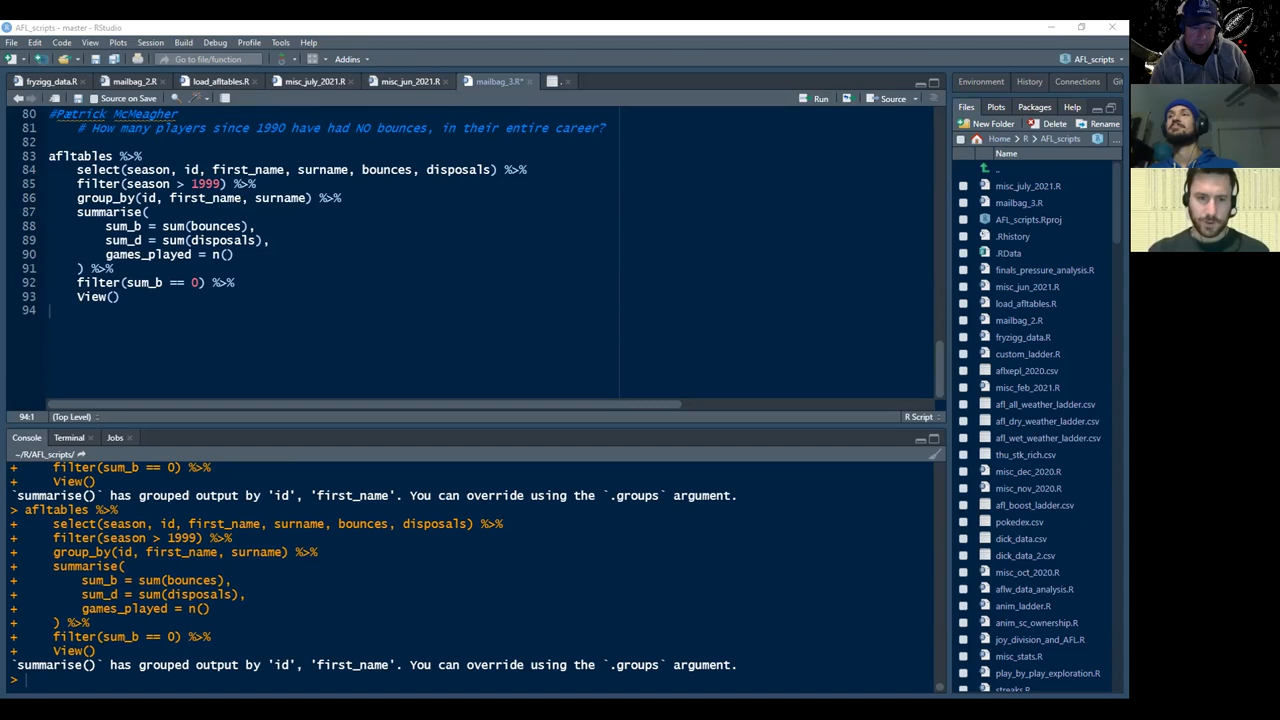 AFL_scripts - master - RStudio
File Edit Code View Plots Session Build Debug Profile Tools Help
Go to file/function Addins AFL_scripts
fryzigg_data.R mailbag_2.R load_afltables.R misc_july_2021.R misc_jun_2021.R mailbag_3.R* .
Source on Save Run Source
80 #Patrick McMeagher
81 # How many players since 1990 have had NO bounces, in their entire career?
82
83 afltables %>%
84 select(season, id, first_name, surname, bounces, disposals) %>%
85 filter(season > 1999) %>%
86 group_by(id, first_name, surname) %>%
87 summarise(
88 sum_b = sum(bounces),
89 sum_d = sum(disposals),
90 games_played = n()
91 ) %>%
92 filter(sum_b == 0) %>%
93 View()
94
94:1 (Top Level) R Script
Console Terminal Jobs
~/R/AFL_scripts/
+ filter(sum_b == 0) %>%
+ View()
`summarise()` has grouped output by 'id', 'first_name'. You can override using the `.groups` argument.
> afltables %>%
+ select(season, id, first_name, surname, bounces, disposals) %>%
+ filter(season > 1999) %>%
+ group_by(id, first_name, surname) %>%
+ summarise(
+ sum_b = sum(bounces),
+ sum_d = sum(disposals),
+ games_played = n()
+ ) %>%
+ filter(sum_b == 0) %>%
+ View()
`summarise()` has grouped output by 'id', 'first_name'. You can override using the `.groups` argument.
>
Environment History Connections Git
Files Plots Packages Help
New Folder Delete Rename
Home R AFL_scripts ...
Name
..
misc_july_2021.R
mailbag_3.R
AFL_scripts.Rproj
.Rhistory
.RData
finals_pressure_analysis.R
misc_jun_2021.R
load_afltables.R
mailbag_2.R
fryzigg_data.R
custom_ladder.R
aflxepl_2020.csv
misc_feb_2021.R
afl_all_weather_ladder.csv
afl_dry_weather_ladder.csv
afl_wet_weather_ladder.csv
thu_stk_rich.csv
misc_dec_2020.R
misc_nov_2020.R
afl_boost_ladder.csv
pokedex.csv
dick_data.csv
dick_data_2.csv
misc_oct_2020.R
aflw_data_analysis.R
anim_ladder.R
anim_sc_ownership.R
joy_division_and_AFL.R
misc_stats.R
play_by_play_exploration.R
streaks.R